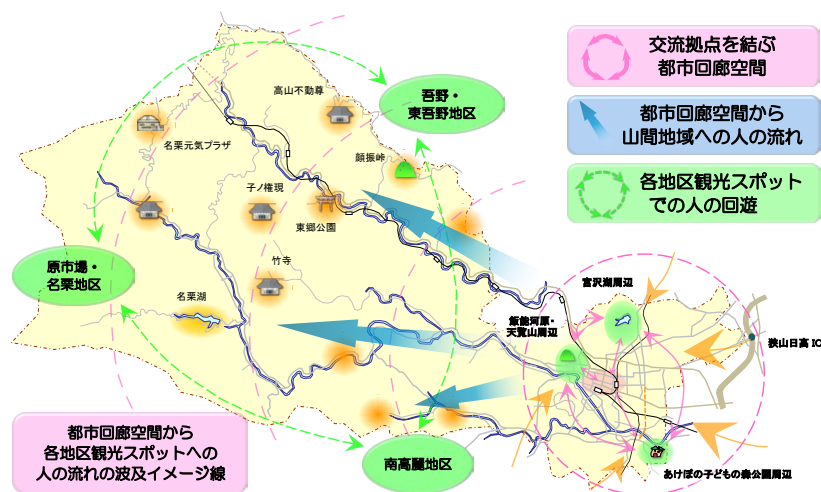 交流拠点を結ぶ
都市回廊空間
都市回廊空間から
山間地域への人の流れ
各地区観光スポット
での人の回遊
高山不動尊
吾野・
東吾野地区
名栗元気プラザ
顔振峠
子ノ権現
東郷公園
竹寺
原市場・
名栗地区
名栗湖
宮沢湖周辺
飯能河原・
天覧山周辺
狭山日高IC
都市回廊空間から
各地区観光スポットへの
人の流れの波及イメージ線
南高麗地区
あけぼの子どもの森公園周辺